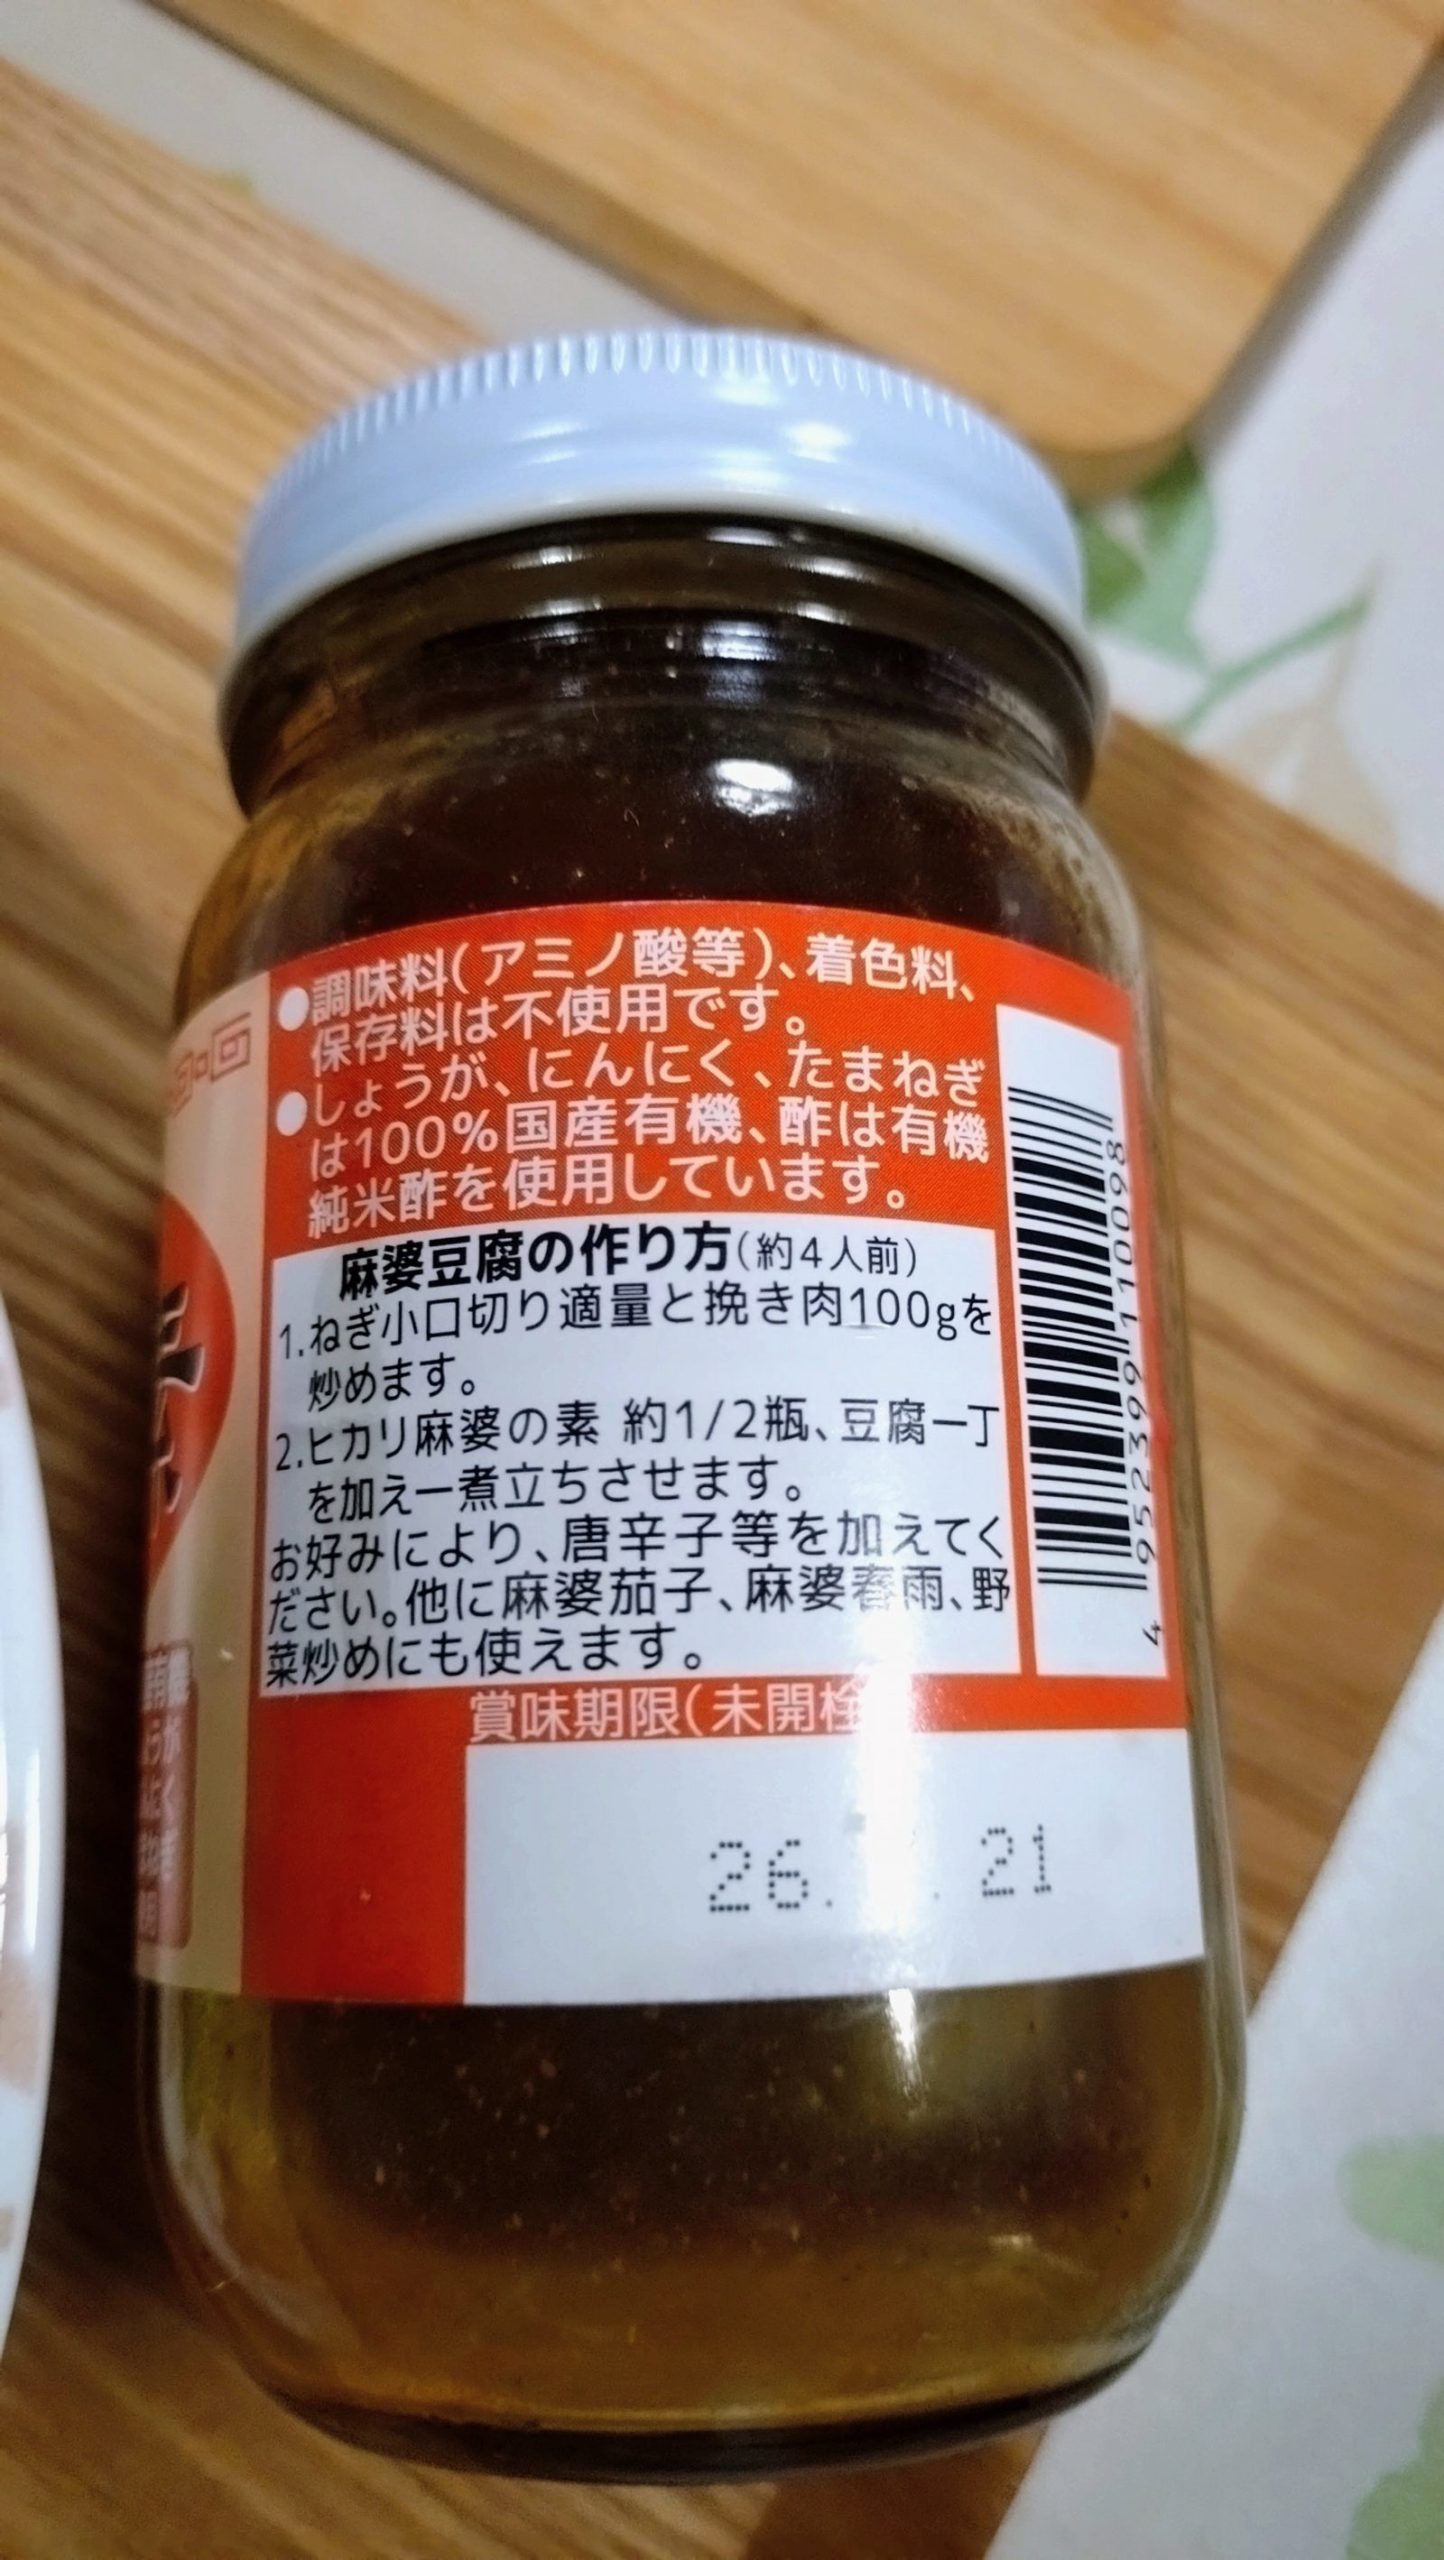 ●調味料(アミノ酸等)、着色料、
保存料は不使用です。
●しょうが、にんにく、たまねぎ
は100%国産有機、酢は有機
純米酢を使用しています。
麻婆豆腐の作り方(約4人前)
1.ねぎ小口切り適量と挽き肉100gを
炒めます。
2.ヒカリ麻婆の素 約1/2瓶、豆腐一丁
を加え一煮立ちさせます。
お好みにより、唐辛子等を加えてく
ださい。他に麻婆茄子、麻婆春雨、野
菜炒めにも使えます。
賞味期限(未開栓
26. . 21
4 952399 110098